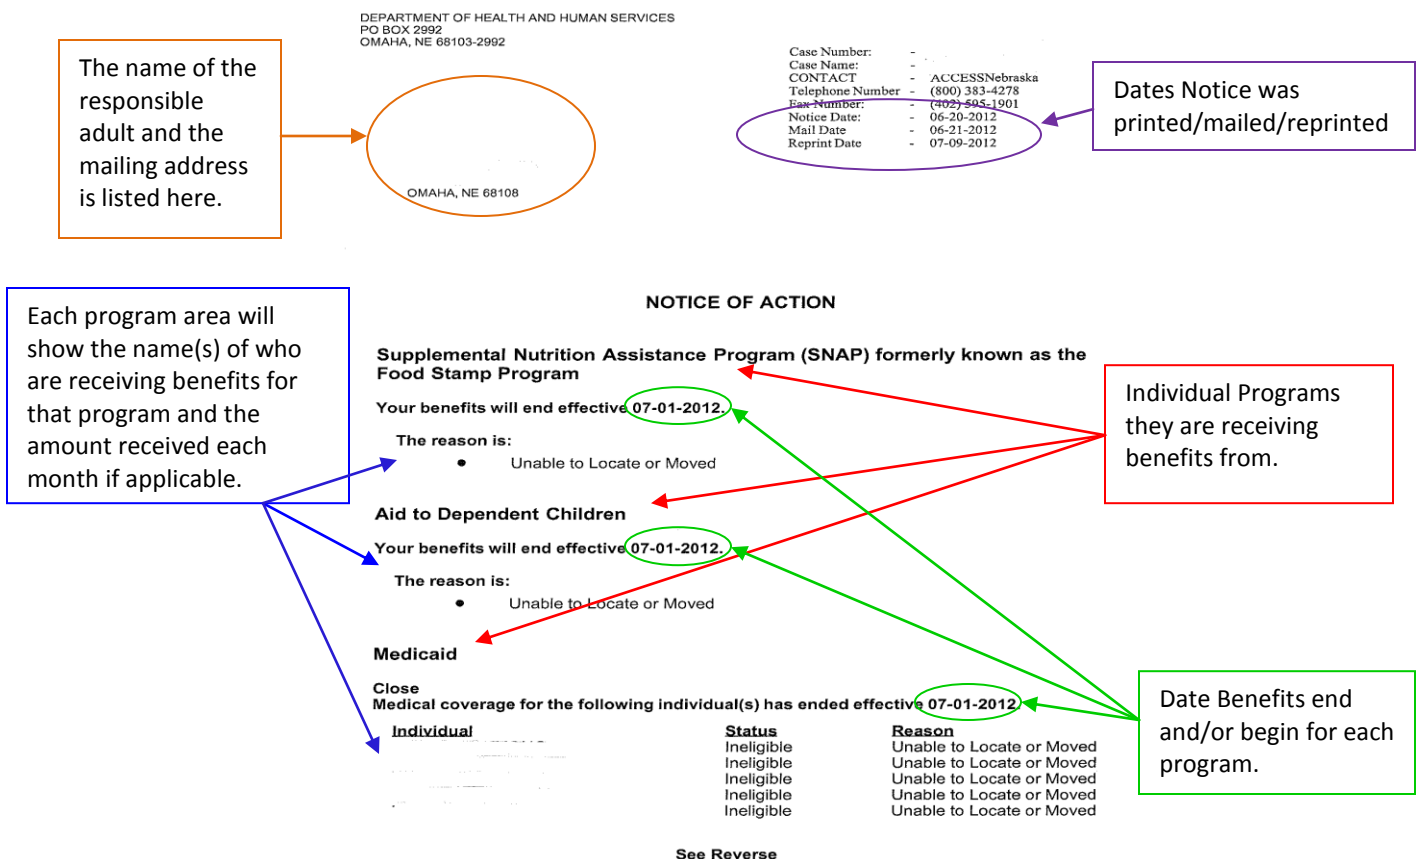 DEPARTMENT OF HEALTH AND HUMAN SERVICES
PO BOX 2992
OMAHA, NE 68103-2992
The name of the
responsible
adult and the
mailing address
is listed here.
OMAHA, NE 68108
Case Number: -
Case Name: -
CONTACT - ACCESSNebraska
Telephone Number - (800) 383-4278
Fax Number: - (402) 595-1901
Notice Date: - 06-20-2012
Mail Date - 06-21-2012
Reprint Date - 07-09-2012
Dates Notice was
printed/mailed/reprinted
NOTICE OF ACTION
Each program area will
show the name(s) of who
are receiving benefits for
that program and the
amount received each
month if applicable.
Supplemental Nutrition Assistance Program (SNAP) formerly known as the
Food Stamp Program
Your benefits will end effective 07-01-2012.
The reason is:
• Unable to Locate or Moved
Individual Programs
they are receiving
benefits from.
Aid to Dependent Children
Your benefits will end effective 07-01-2012.
The reason is:
• Unable to Locate or Moved
Medicaid
Close
Medical coverage for the following individual(s) has ended effective 07-01-2012.
Individual Status Reason
Ineligible Unable to Locate or Moved
Ineligible Unable to Locate or Moved
Ineligible Unable to Locate or Moved
Ineligible Unable to Locate or Moved
Ineligible Unable to Locate or Moved
Date Benefits end
and/or begin for each
program.
See Reverse